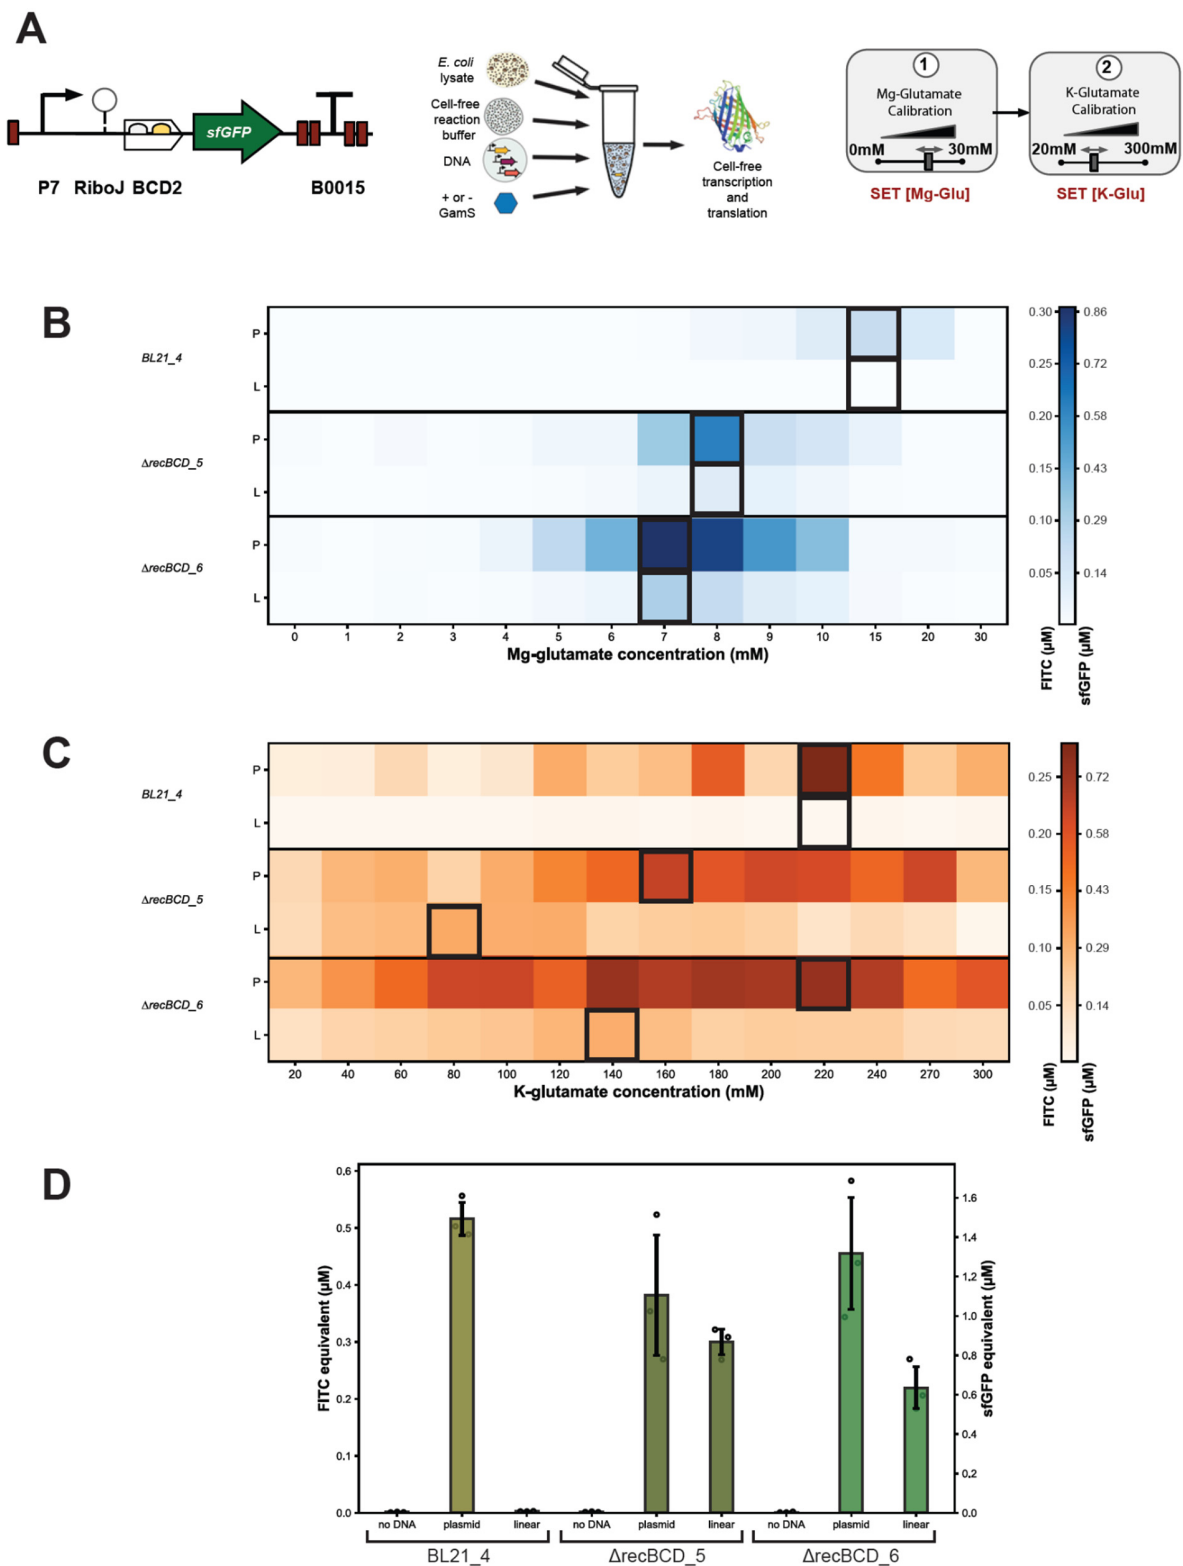 A
E. coli
lysate
Cell-free
reaction
buffer
DNA
+ or -
GamS
sfGFP
P7 RiboJ BCD2 B0015
Cell-free
transcription
and
translation
1
Mg-Glutamate
Calibration
0mM 30mM
SET [Mg-Glu]
2
K-Glutamate
Calibration
20mM 300mM
SET [K-Glu]
B
BL21_4
P
L
ΔrecBCD_5
P
L
ΔrecBCD_6
P
L
0 1 2 3 4 5 6 7 8 9 10 15 20 30
Mg-glutamate concentration (mM)
0.30 0.86
0.25 0.72
0.20 0.58
0.15 0.43
0.10 0.29
0.05 0.14
FITC (μM)
sfGFP (μM)
C
BL21_4
P
L
ΔrecBCD_5
P
L
ΔrecBCD_6
P
L
20 40 60 80 100 120 140 160 180 200 220 240 270 300
K-glutamate concentration (mM)
0.25 0.72
0.20 0.58
0.15 0.43
0.10 0.29
0.05 0.14
FITC (μM)
sfGFP (μM)
D
FITC equivalent (μM)
0.6
0.5
0.4
0.3
0.2
0.1
0.0
1.6
1.4
1.2
1.0
0.8
0.6
0.4
0.2
0.0
sfGFP equivalent (μM)
no DNA plasmid linear no DNA plasmid linear no DNA plasmid linear
BL21_4 ΔrecBCD_5 ΔrecBCD_6